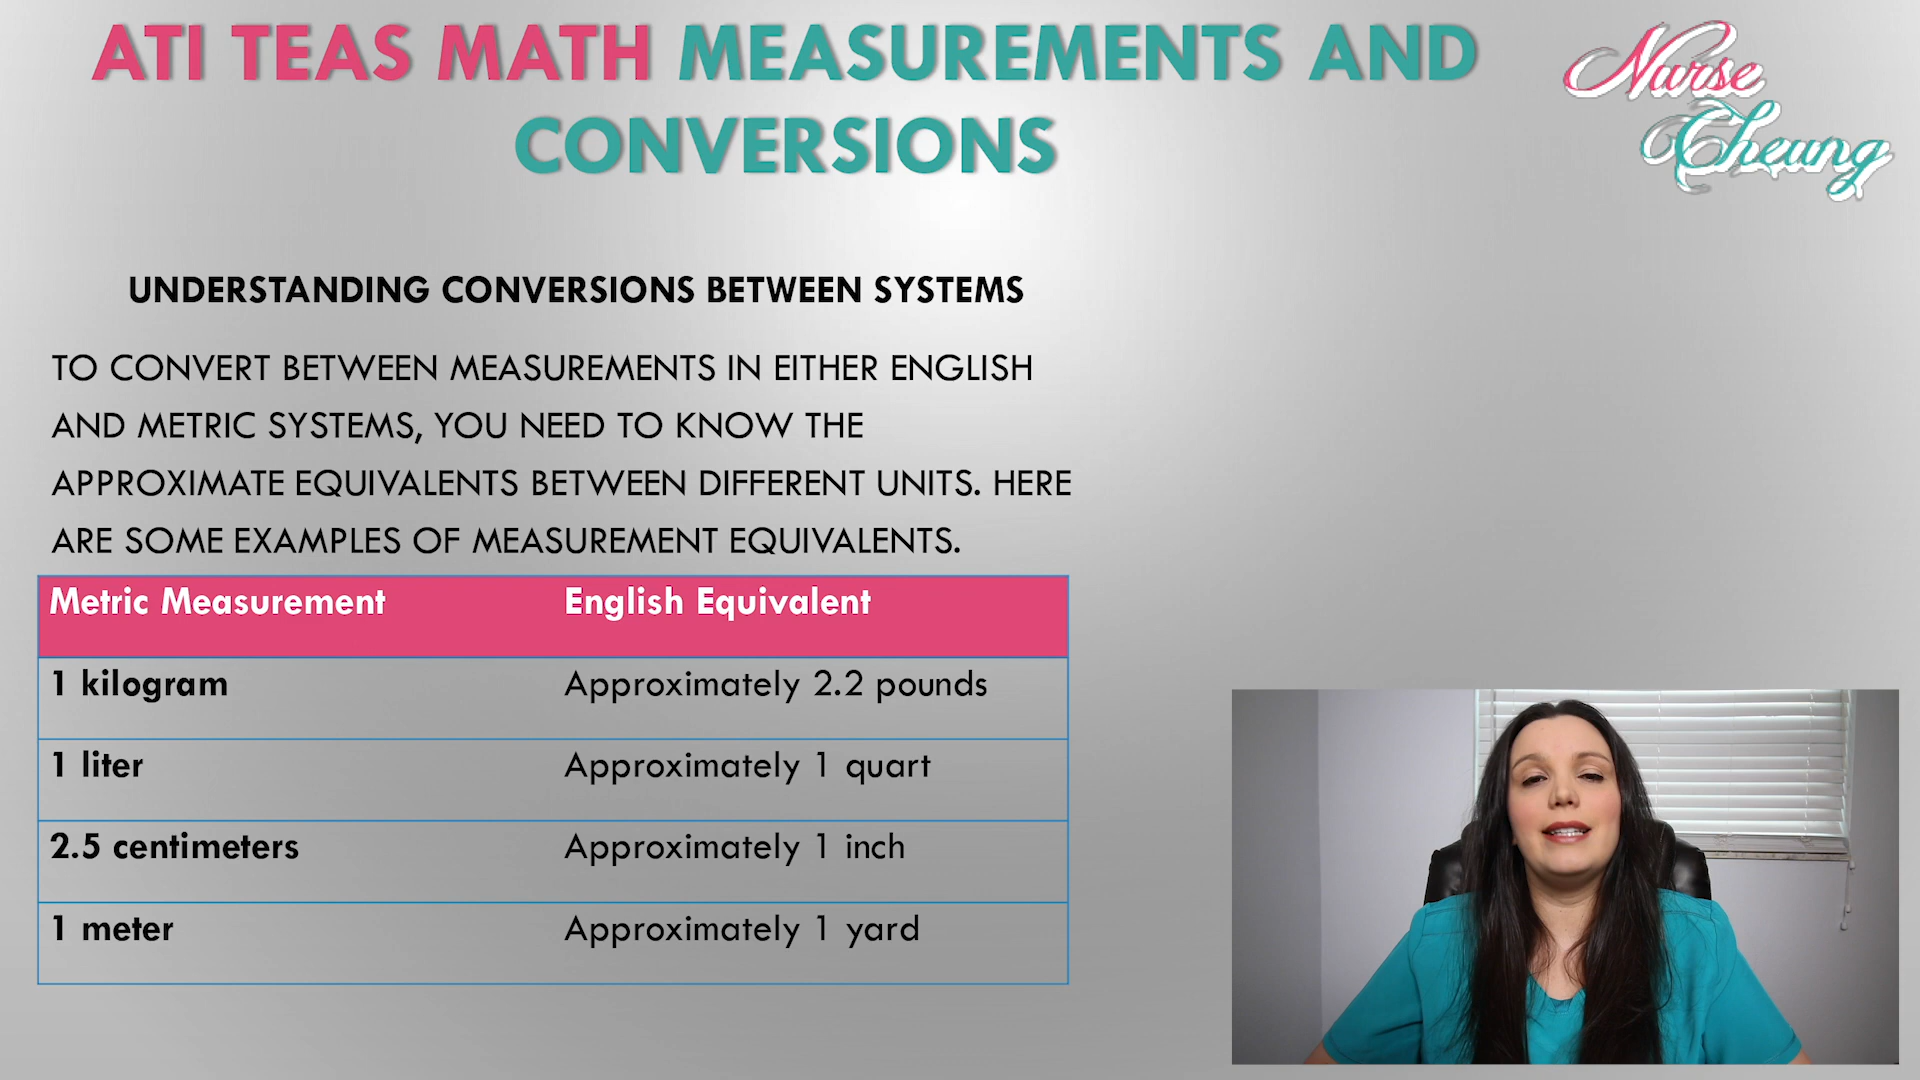 ATI TEAS MATH MEASUREMENTS AND
CONVERSIONS
Nurse
Cheung
UNDERSTANDING CONVERSIONS BETWEEN SYSTEMS
TO CONVERT BETWEEN MEASUREMENTS IN EITHER ENGLISH
AND METRIC SYSTEMS, YOU NEED TO KNOW THE
APPROXIMATE EQUIVALENTS BETWEEN DIFFERENT UNITS. HERE
ARE SOME EXAMPLES OF MEASUREMENT EQUIVALENTS.
Metric Measurement English Equivalent
1 kilogram Approximately 2.2 pounds
1 liter Approximately 1 quart
2.5 centimeters Approximately 1 inch
1 meter Approximately 1 yard